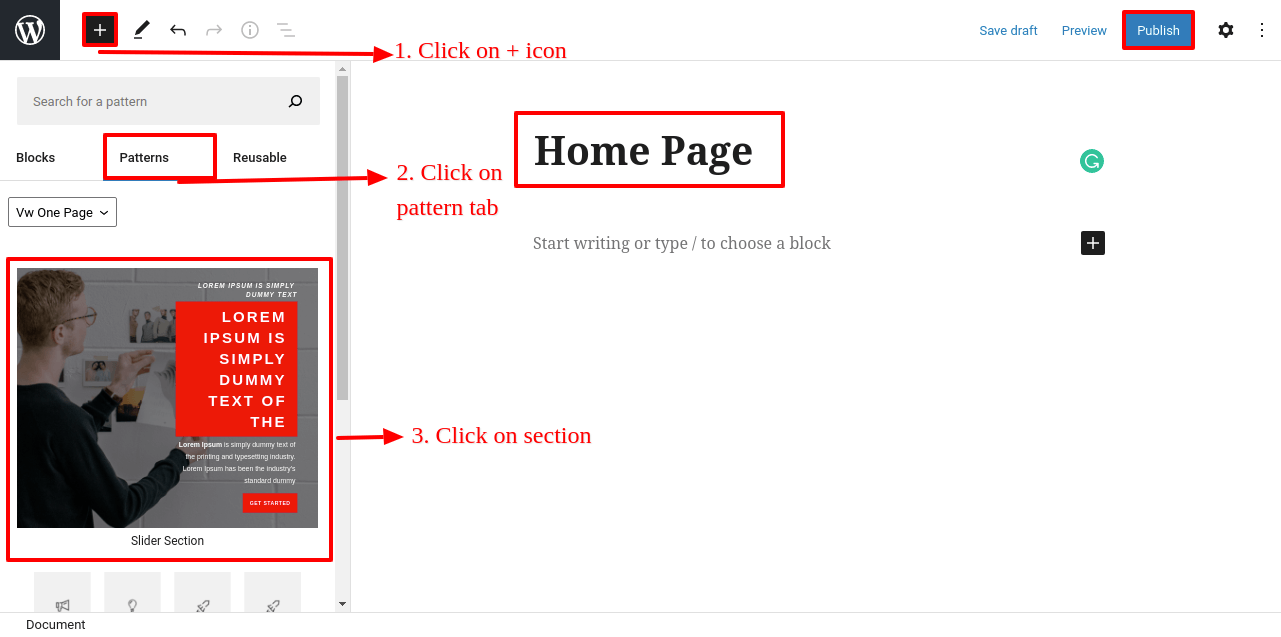 Save draft
Preview
Publish
1. Click on + icon
Search for a pattern
Blocks
Patterns
Reusable
2. Click on
pattern tab
Home Page
Vw One Page
Start writing or type / to choose a block
LOREM IPSUM IS SIMPLY
DUMMY TEXT
LOREM
IPSUM IS
SIMPLY
DUMMY
TEXT OF
THE
Lorem Ipsum is simply dummy text of
the printing and typesetting industry.
Lorem Ipsum has been the industry's
standard dummy
GET STARTED
Slider Section
3. Click on section
Document